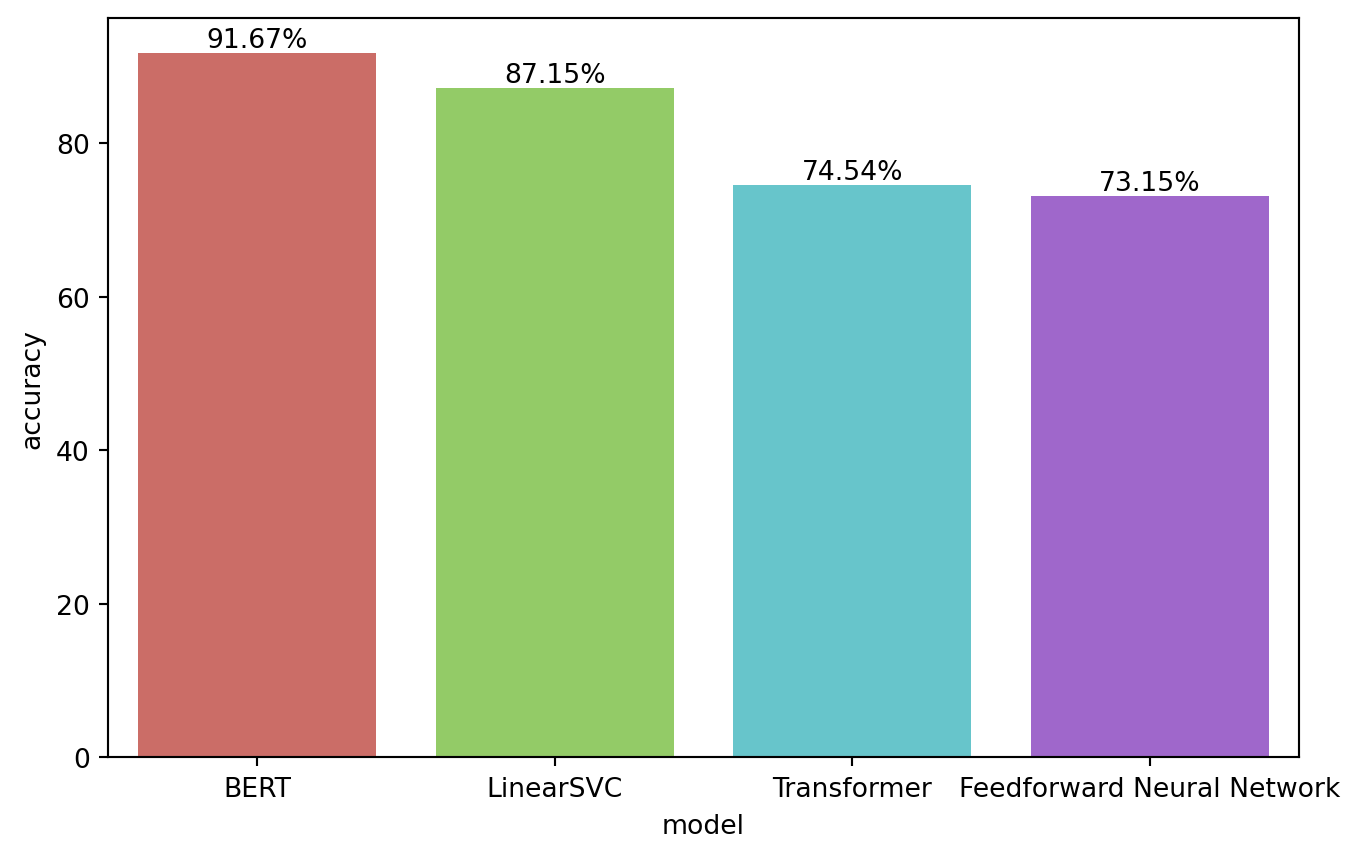 91.67%
87.15%
74.54%
73.15%
80
60
40
20
0
accuracy
BERT
LinearSVC
Transformer
Feedforward Neural Network
model